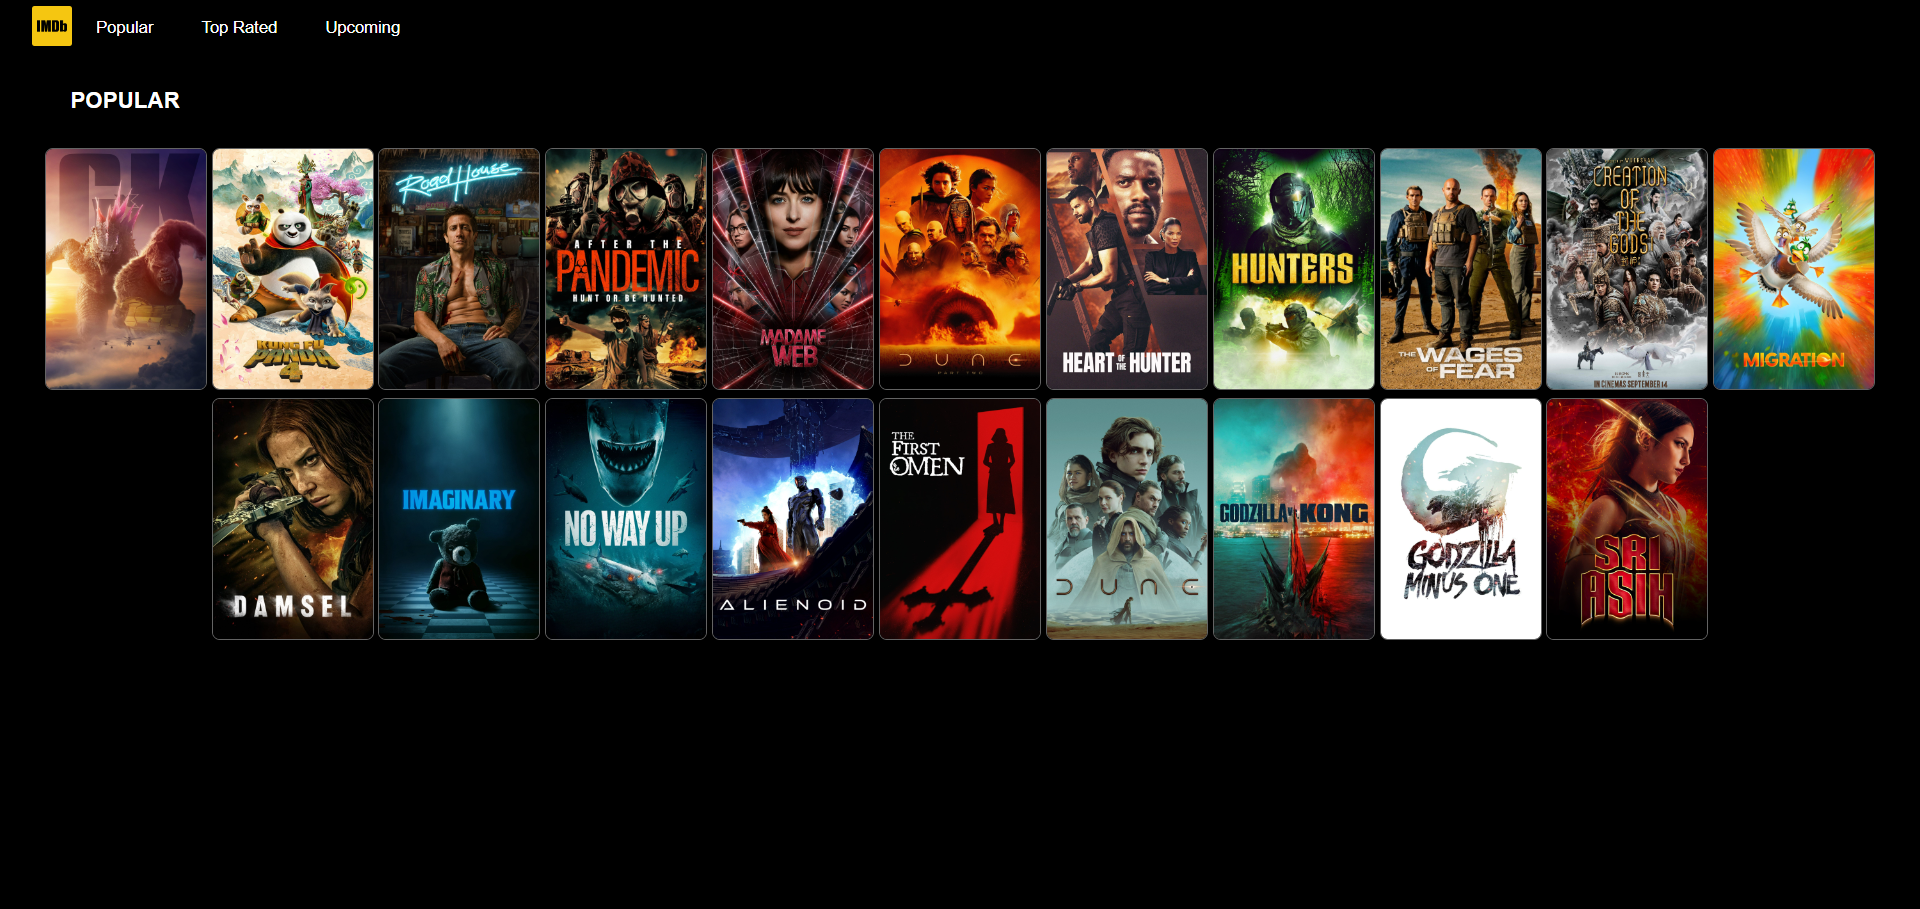 IMDb
Popular
Top Rated
Upcoming
POPULAR
GK
KUNG FU
PANDA
4
Road House
AFTER THE
PANDEMIC
HUNT OR BE HUNTED
MADAME
WEB
DUNE
PART TWO
HEART OF THE HUNTER
HUNTERS
THE WAGES
OF FEAR
CREATION
OF
THE
GODS
IN CINEMAS SEPTEMBER 14
MIGRATION
DAMSEL
IMAGINARY
NO WAY UP
ALIENOID
THE
FIRST
OMEN
DUNE
GODZILLA VS KONG
GODZILLA
MINUS ONE
SRI
ASIH